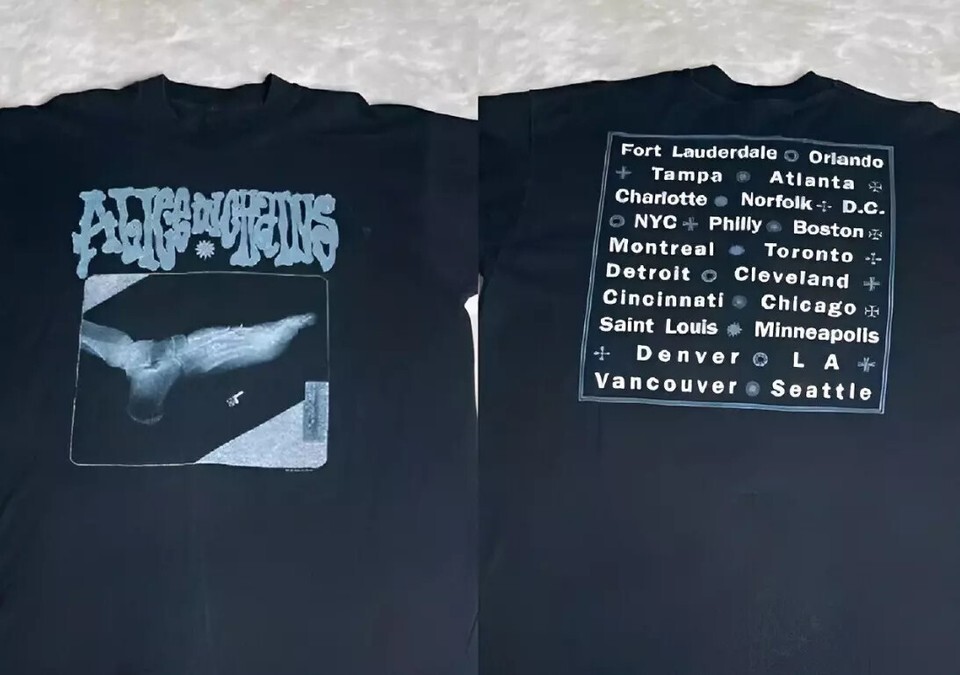 ALICE IN CHAINS
Fort Lauderdale Orlando
Tampa Atlanta
Charlotte Norfolk D.C.
NYC Philly Boston
Montreal Toronto
Detroit Cleveland
Cincinnati Chicago
Saint Louis Minneapolis
Denver LA
Vancouver Seattle